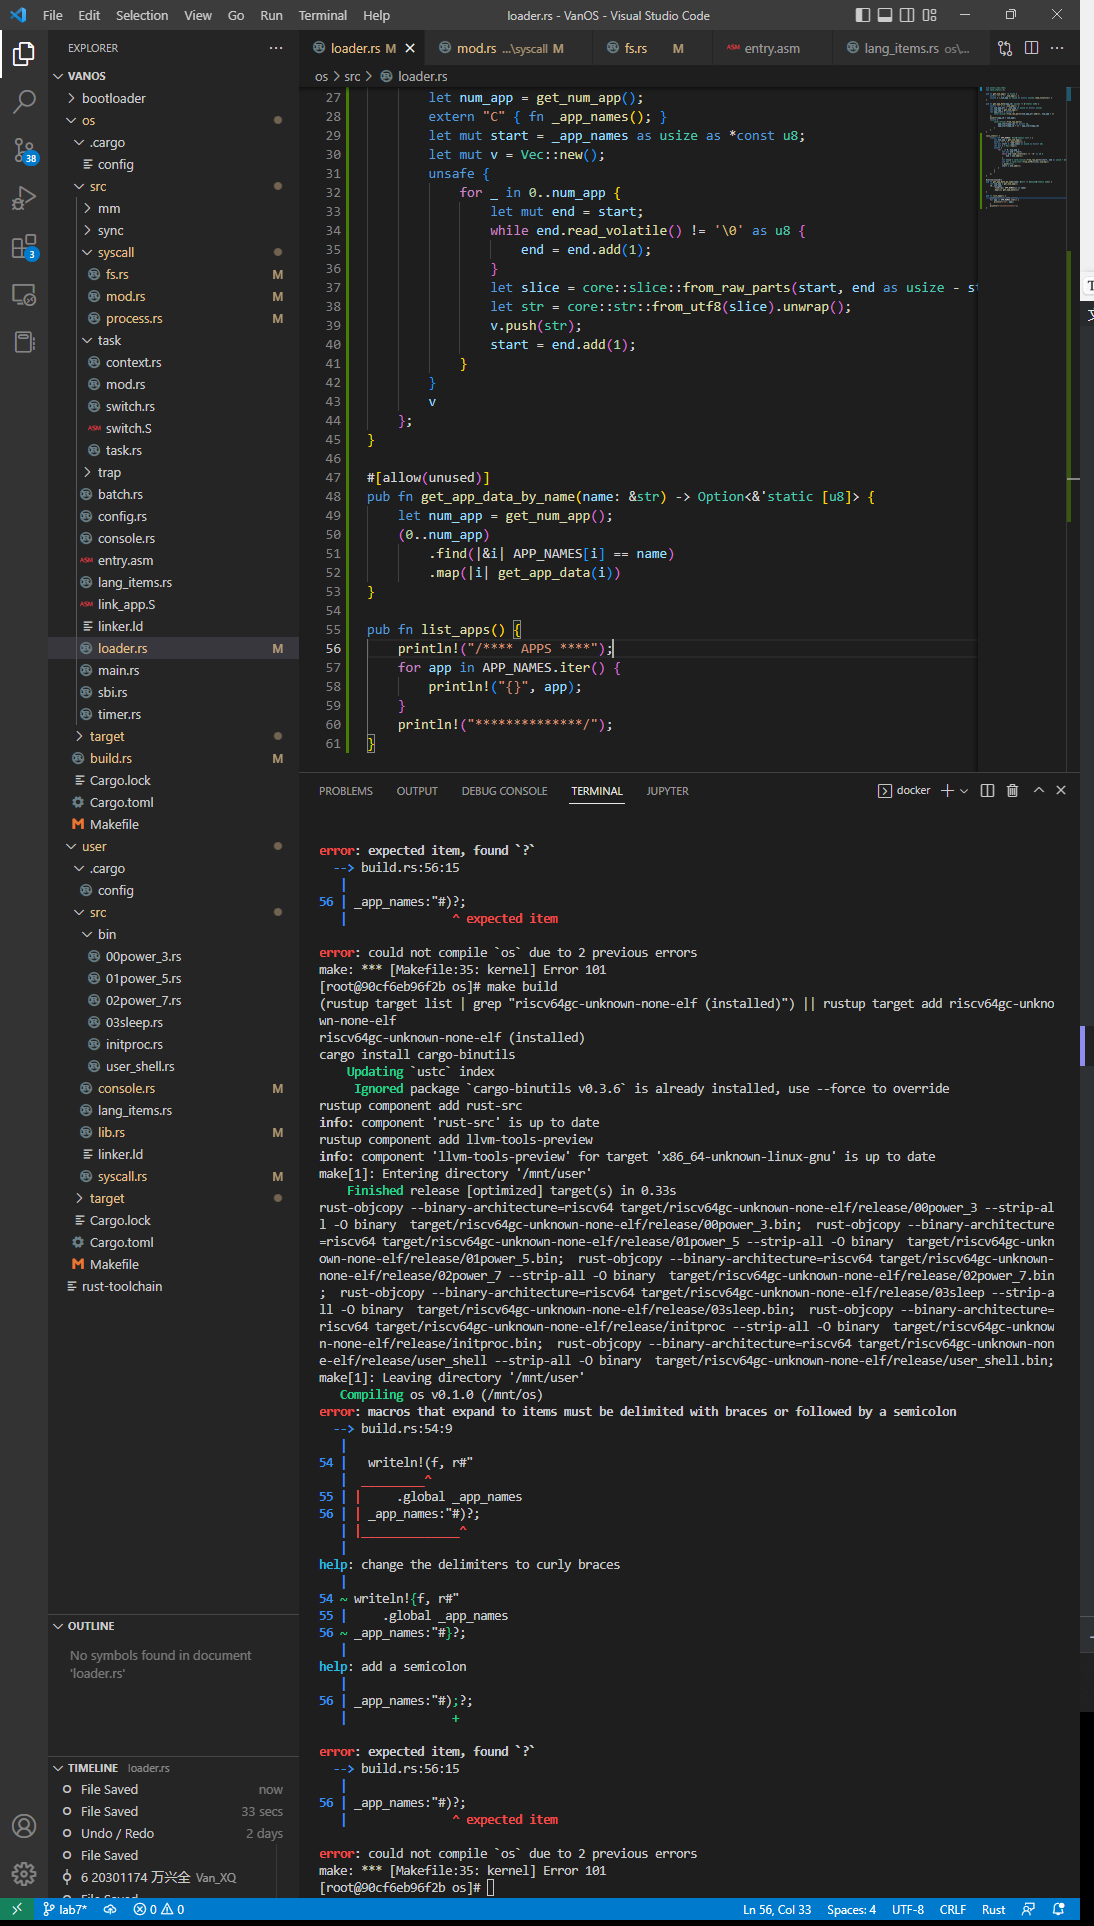 File Edit Selection View Go Run Terminal Help loader.rs - VanOS - Visual Studio Code
EXPLORER
VANOS
bootloader
os
.cargo
config
src
mm
sync
syscall
fs.rs M
mod.rs M
process.rs M
task
context.rs
mod.rs
switch.rs
ASM switch.S
task.rs
trap
batch.rs
config.rs
console.rs
ASM entry.asm
lang_items.rs
ASM link_app.S
linker.ld
loader.rs M
main.rs
sbi.rs
timer.rs
target
build.rs M
Cargo.lock
Cargo.toml
Makefile
user
.cargo
config
src
bin
00power_3.rs
01power_5.rs
02power_7.rs
03sleep.rs
initproc.rs
user_shell.rs
console.rs M
lang_items.rs
lib.rs M
linker.ld
syscall.rs M
target
Cargo.lock
Cargo.toml
Makefile
rust-toolchain
OUTLINE
No symbols found in document
'loader.rs'
TIMELINE loader.rs
File Saved now
File Saved 33 secs
Undo / Redo 2 days
File Saved
6 20301174 万兴全 Van_XQ
File Saved
38
3
loader.rs M mod.rs ...\syscall M fs.rs M ASM entry.asm lang_items.rs os\...
os > src > loader.rs
27 let num_app = get_num_app();
28 extern "C" { fn _app_names(); }
29 let mut start = _app_names as usize as *const u8;
30 let mut v = Vec::new();
31 unsafe {
32 for _ in 0..num_app {
33 let mut end = start;
34 while end.read_volatile() != '\0' as u8 {
35 end = end.add(1);
36 }
37 let slice = core::slice::from_raw_parts(start, end as usize - st
38 let str = core::str::from_utf8(slice).unwrap();
39 v.push(str);
40 start = end.add(1);
41 }
42 }
43 v
44 };
45 }
46
47 #[allow(unused)]
48 pub fn get_app_data_by_name(name: &str) -> Option<&'static [u8]> {
49 let num_app = get_num_app();
50 (0..num_app)
51 .find(|&i| APP_NAMES[i] == name)
52 .map(|i| get_app_data(i))
53 }
54
55 pub fn list_apps() {
56 println!("/**** APPS ****");
57 for app in APP_NAMES.iter() {
58 println!("{}", app);
59 }
60 println!("**************/");
61 }
PROBLEMS OUTPUT DEBUG CONSOLE TERMINAL JUPYTER docker
error: expected item, found `?`
--> build.rs:56:15
|
56 | _app_names:"#)?;
| ^ expected item
error: could not compile `os` due to 2 previous errors
make: *** [Makefile:35: kernel] Error 101
[root@90cf6eb96f2b os]# make build
(rustup target list | grep "riscv64gc-unknown-none-elf (installed)") || rustup target add riscv64gc-unkno
wn-none-elf
riscv64gc-unknown-none-elf (installed)
cargo install cargo-binutils
Updating `ustc` index
Ignored package `cargo-binutils v0.3.6` is already installed, use --force to override
rustup component add rust-src
info: component 'rust-src' is up to date
rustup component add llvm-tools-preview
info: component 'llvm-tools-preview' for target 'x86_64-unknown-linux-gnu' is up to date
make[1]: Entering directory '/mnt/user'
Finished release [optimized] target(s) in 0.33s
rust-objcopy --binary-architecture=riscv64 target/riscv64gc-unknown-none-elf/release/00power_3 --strip-al
l -O binary target/riscv64gc-unknown-none-elf/release/00power_3.bin; rust-objcopy --binary-architecture
=riscv64 target/riscv64gc-unknown-none-elf/release/01power_5 --strip-all -O binary target/riscv64gc-unkn
own-none-elf/release/01power_5.bin; rust-objcopy --binary-architecture=riscv64 target/riscv64gc-unknown-
none-elf/release/02power_7 --strip-all -O binary target/riscv64gc-unknown-none-elf/release/02power_7.bin
; rust-objcopy --binary-architecture=riscv64 target/riscv64gc-unknown-none-elf/release/03sleep --strip-a
ll -O binary target/riscv64gc-unknown-none-elf/release/03sleep.bin; rust-objcopy --binary-architecture=
riscv64 target/riscv64gc-unknown-none-elf/release/initproc --strip-all -O binary target/riscv64gc-unknow
n-none-elf/release/initproc.bin; rust-objcopy --binary-architecture=riscv64 target/riscv64gc-unknown-non
e-elf/release/user_shell --strip-all -O binary target/riscv64gc-unknown-none-elf/release/user_shell.bin;
make[1]: Leaving directory '/mnt/user'
Compiling os v0.1.0 (/mnt/os)
error: macros that expand to items must be delimited with braces or followed by a semicolon
--> build.rs:54:9
|
54 | writeln!(f, r#"
| _________^
55 | | .global _app_names
56 | | _app_names:"#)?;
| |______________^
|
help: change the delimiters to curly braces
|
54 ~ writeln!{f, r#"
55 | .global _app_names
56 ~ _app_names:"#}?;
|
help: add a semicolon
|
56 | _app_names:"#);?;
| +
error: expected item, found `?`
--> build.rs:56:15
|
56 | _app_names:"#)?;
| ^ expected item
error: could not compile `os` due to 2 previous errors
make: *** [Makefile:35: kernel] Error 101
[root@90cf6eb96f2b os]#
lab7* 0 0 Ln 56, Col 33 Spaces: 4 UTF-8 CRLF Rust